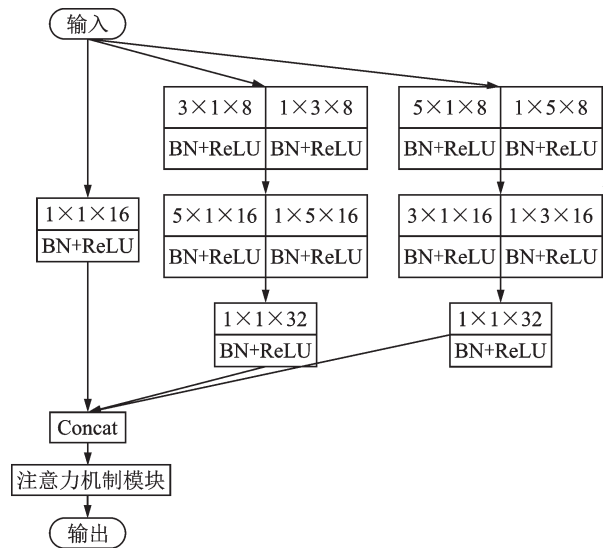 输入
3×1×8 1×3×8 5×1×8 1×5×8
BN+ReLU BN+ReLU BN+ReLU BN+ReLU
1×1×16 5×1×16 1×5×16 3×1×16 1×3×16
BN+ReLU BN+ReLU BN+ReLU BN+ReLU BN+ReLU
1×1×32 1×1×32
BN+ReLU BN+ReLU
Concat
注意力机制模块
输出